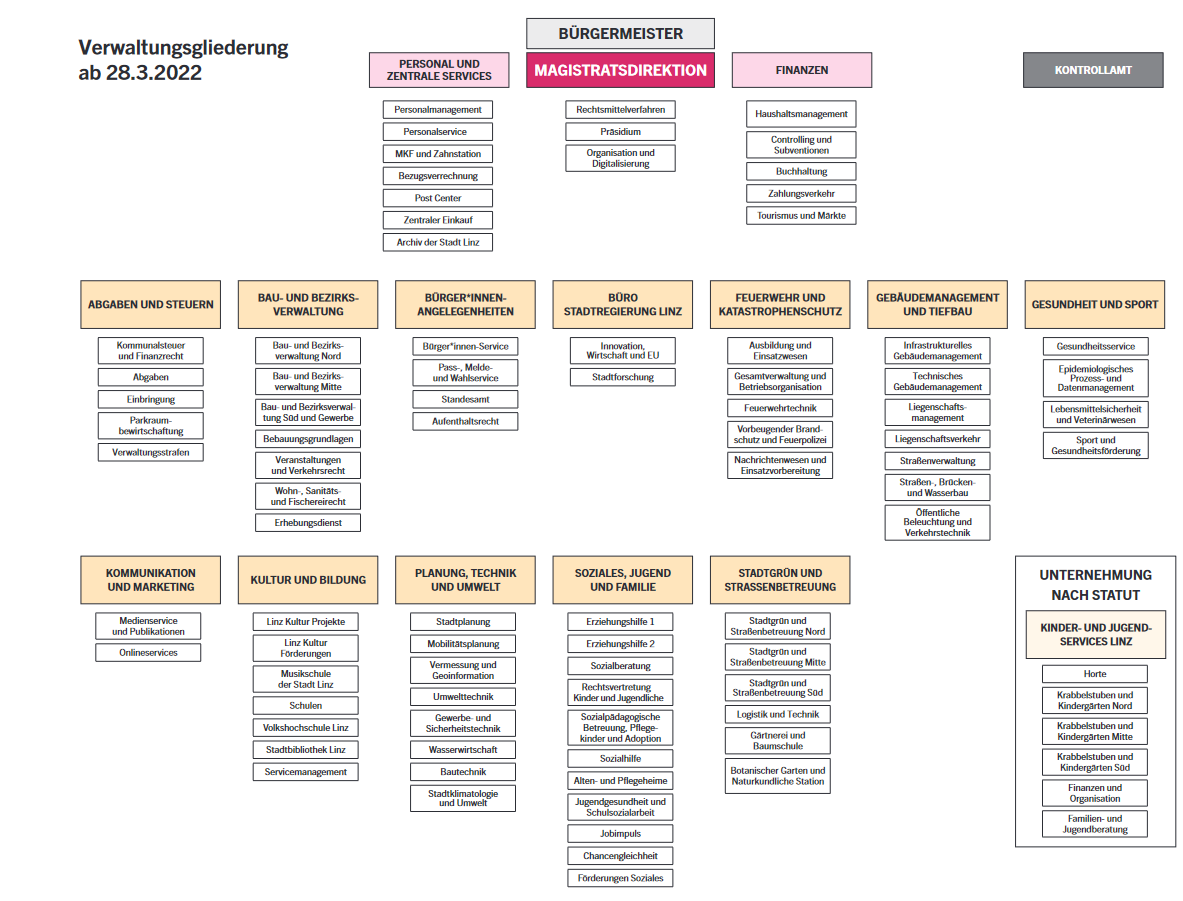 Verwaltungsgliederung
ab 28.3.2022
BÜRGERMEISTER
PERSONAL UND
ZENTRALE SERVICES
MAGISTRATSDIREKTION
FINANZEN
KONTROLLAMT
Personalmanagement
Personalservice
MKF und Zahnstation
Bezugsverrechnung
Post Center
Zentraler Einkauf
Archiv der Stadt Linz
Rechtsmittelverfahren
Präsidium
Organisation und
Digitalisierung
Haushaltsmanagement
Controlling und
Subventionen
Buchhaltung
Zahlungsverkehr
Tourismus und Märkte
ABGABEN UND STEUERN
Kommunalsteuer
und Finanzrecht
Abgaben
Einbringung
Parkraum-
bewirtschaftung
Verwaltungsstrafen
BAU- UND BEZIRKS-
VERWALTUNG
Bau- und Bezirks-
verwaltung Nord
Bau- und Bezirks-
verwaltung Mitte
Bau- und Bezirksverwal-
tung Süd und Gewerbe
Bebauungsgrundlagen
Veranstaltungen
und Verkehrsrecht
Wohn-, Sanitäts-
und Fischereirecht
Erhebungsdienst
BÜRGER*INNEN-
ANGELEGENHEITEN
Bürger*innen-Service
Pass-, Melde-
und Wahlservice
Standesamt
Aufenthaltsrecht
BÜRO
STADTREGIERUNG LINZ
Innovation,
Wirtschaft und EU
Stadtforschung
FEUERWEHR UND
KATASTROPHENSCHUTZ
Ausbildung und
Einsatzwesen
Gesamtverwaltung und
Betriebsorganisation
Feuerwehrtechnik
Vorbeugender Brand-
schutz und Feuerpolizei
Nachrichtenwesen und
Einsatzvorbereitung
GEBÄUDEMANAGEMENT
UND TIEFBAU
Infrastrukturelles
Gebäudemanagement
Technisches
Gebäudemanagement
Liegenschafts-
management
Liegenschaftsverkehr
Straßenverwaltung
Straßen-, Brücken-
und Wasserbau
Öffentliche
Beleuchtung und
Verkehrstechnik
GESUNDHEIT UND SPORT
Gesundheitsservice
Epidemiologisches
Prozess- und
Datenmanagement
Lebensmittelsicherheit
und Veterinärwesen
Sport und
Gesundheitsförderung
KOMMUNIKATION
UND MARKETING
Medienservice
und Publikationen
Onlineservices
KULTUR UND BILDUNG
Linz Kultur Projekte
Linz Kultur
Förderungen
Musikschule
der Stadt Linz
Schulen
Volkshochschule Linz
Stadtbibliothek Linz
Servicemanagement
PLANUNG, TECHNIK
UND UMWELT
Stadtplanung
Mobilitätsplanung
Vermessung und
Geoinformation
Umwelttechnik
Gewerbe- und
Sicherheitstechnik
Wasserwirtschaft
Bautechnik
Stadtklimatologie
und Umwelt
SOZIALES, JUGEND
UND FAMILIE
Erziehungshilfe 1
Erziehungshilfe 2
Sozialberatung
Rechtsvertretung
Kinder und Jugendliche
Sozialpädagogische
Betreuung, Pflege-
kinder und Adoption
Sozialhilfe
Alten- und Pflegeheime
Jugendgesundheit und
Schulsozialarbeit
Jobimpuls
Chancengleichheit
Förderungen Soziales
STADTGRÜN UND
STRASSENBETREUUNG
Stadtgrün und
Straßenbetreuung Nord
Stadtgrün und
Straßenbetreuung Mitte
Stadtgrün und
Straßenbetreuung Süd
Logistik und Technik
Gärtnerei und
Baumschule
Botanischer Garten und
Naturkundliche Station
UNTERNEHMUNG
NACH STATUT
KINDER- UND JUGEND-
SERVICES LINZ
Horte
Krabbelstuben und
Kindergärten Nord
Krabbelstuben und
Kindergärten Mitte
Krabbelstuben und
Kindergärten Süd
Finanzen und
Organisation
Familien- und
Jugendberatung